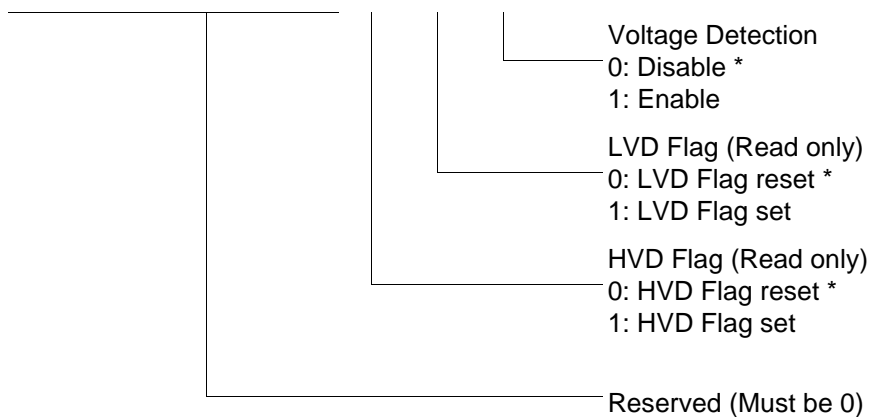 Voltage Detection
0: Disable *
1: Enable
LVD Flag (Read only)
0: LVD Flag reset *
1: LVD Flag set
HVD Flag (Read only)
0: HVD Flag reset *
1: HVD Flag set
Reserved (Must be 0)